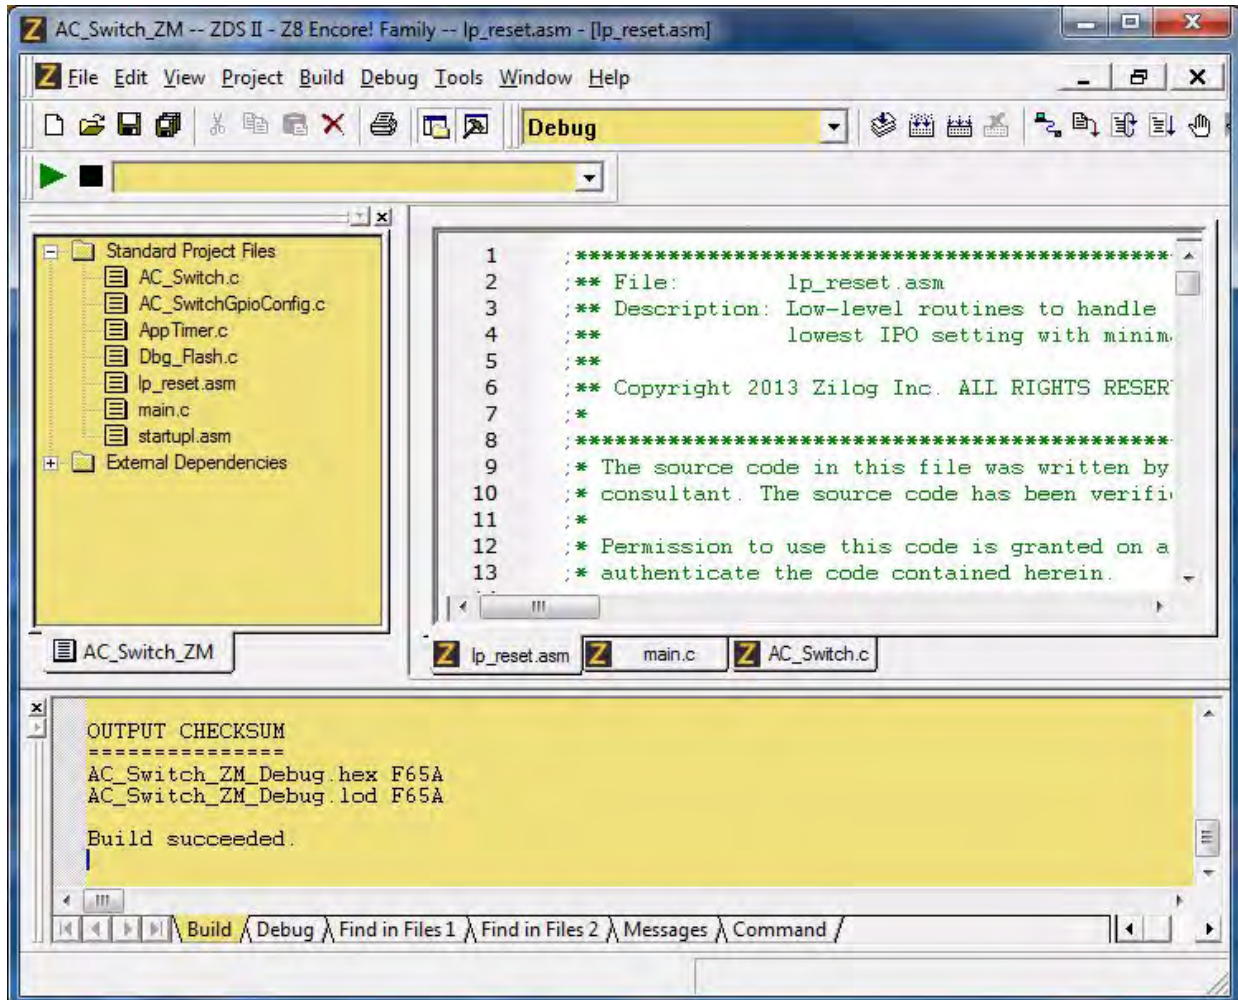 AC_Switch_ZM -- ZDS II - Z8 Encore! Family -- lp_reset.asm - [lp_reset.asm]
File Edit View Project Build Debug Tools Window Help
Debug
Standard Project Files
AC_Switch.c
AC_SwitchGpioConfig.c
AppTimer.c
Dbg_Flash.c
lp_reset.asm
main.c
startupl.asm
External Dependencies
AC_Switch_ZM
1 ;*********************************************
2 ;** File: lp_reset.asm
3 ;** Description: Low-level routines to handle
4 ;** lowest IPO setting with minim
5 ;**
6 ;** Copyright 2013 Zilog Inc. ALL RIGHTS RESER
7 ;*
8 ;*********************************************
9 ;* The source code in this file was written by
10 ;* consultant. The source code has been verifi
11 ;*
12 ;* Permission to use this code is granted on a
13 ;* authenticate the code contained herein.
lp_reset.asm main.c AC_Switch.c
OUTPUT CHECKSUM
===============
AC_Switch_ZM_Debug.hex F65A
AC_Switch_ZM_Debug.lod F65A
Build succeeded.
Build Debug Find in Files 1 Find in Files 2 Messages Command